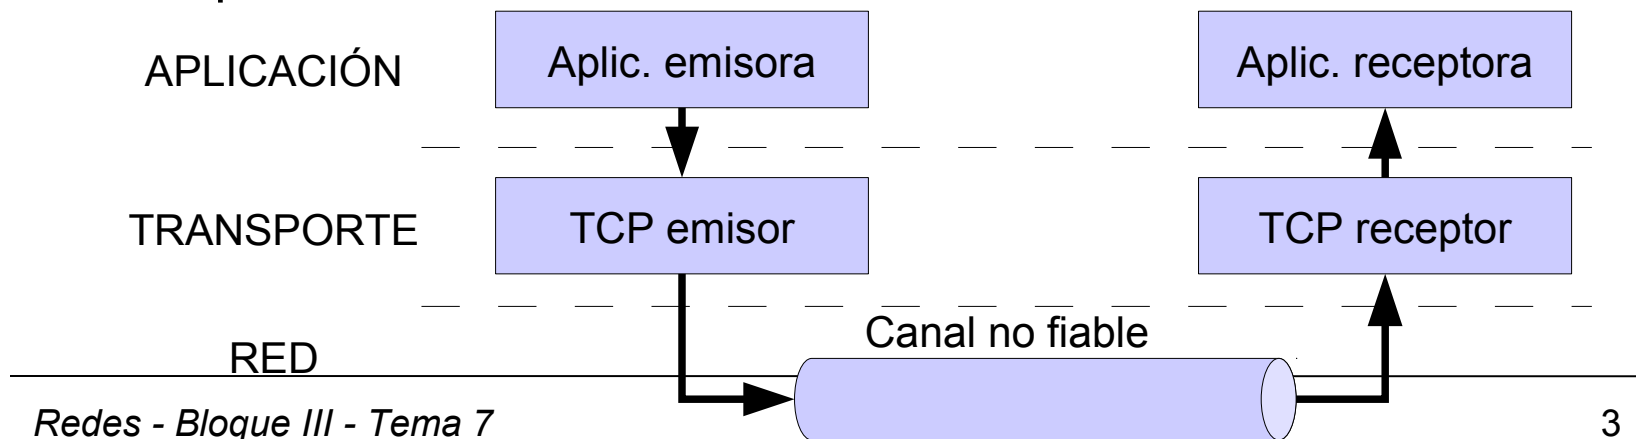 Aplic. emisora
Aplic. receptora
APLICACIÓN
TRANSPORTE
TCP emisor
TCP receptor
Canal no fiable
RED
Redes - Bloque III - Tema 7
3